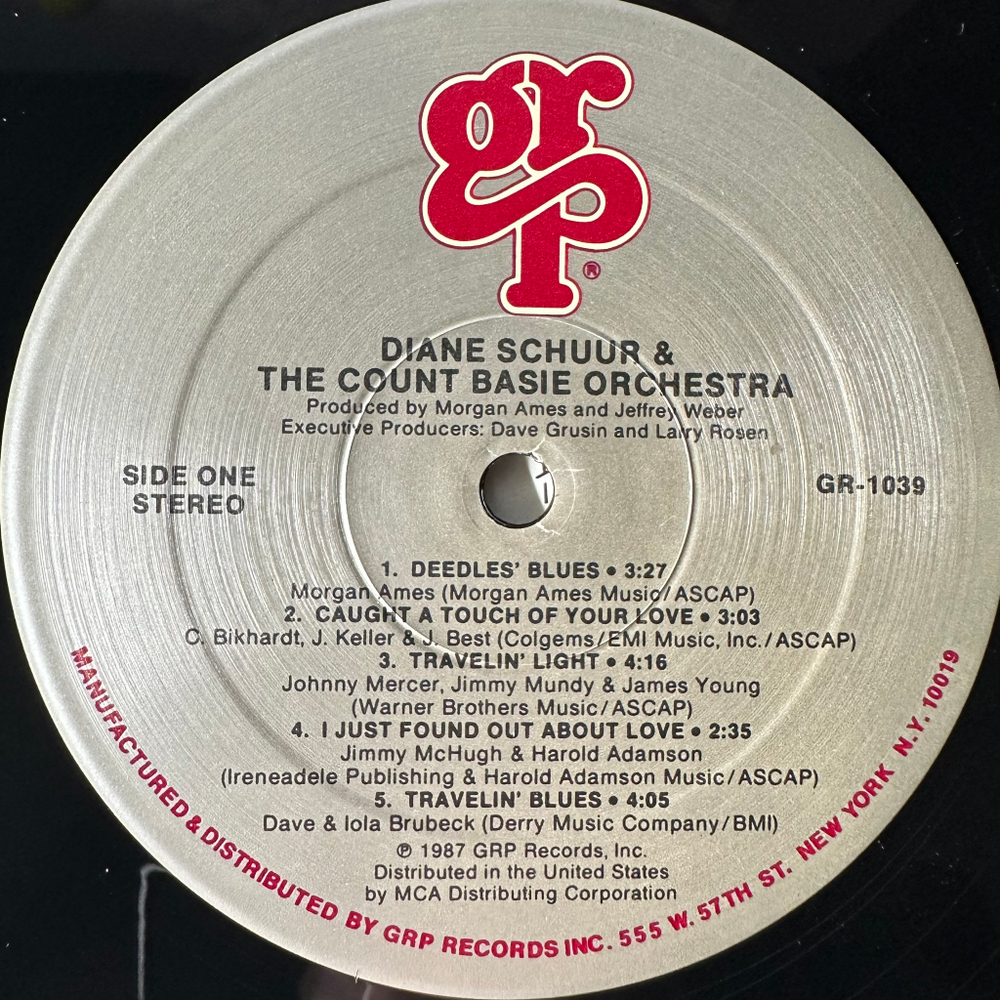 grp®
DIANE SCHUUR &
THE COUNT BASIE ORCHESTRA
Produced by Morgan Ames and Jeffrey Weber
Executive Producers: Dave Grusin and Larry Rosen
SIDE ONE
STEREO
GR-1039
1. DEEDLES' BLUES • 3:27
Morgan Ames (Morgan Ames Music/ASCAP)
2. CAUGHT A TOUCH OF YOUR LOVE • 3:03
C. Bikhardt, J. Keller & J. Best (Colgems/EMI Music, Inc./ASCAP)
3. TRAVELIN' LIGHT • 4:16
Johnny Mercer, Jimmy Mundy & James Young
(Warner Brothers Music/ASCAP)
4. I JUST FOUND OUT ABOUT LOVE • 2:35
Jimmy McHugh & Harold Adamson
(Ireneadele Publishing & Harold Adamson Music/ASCAP)
5. TRAVELIN' BLUES • 4:05
Dave & Iola Brubeck (Derry Music Company/BMI)
℗ 1987 GRP Records, Inc.
Distributed in the United States
by MCA Distributing Corporation
MANUFACTURED & DISTRIBUTED BY GRP RECORDS INC. 555 W. 57TH ST. NEW YORK N.Y. 10019